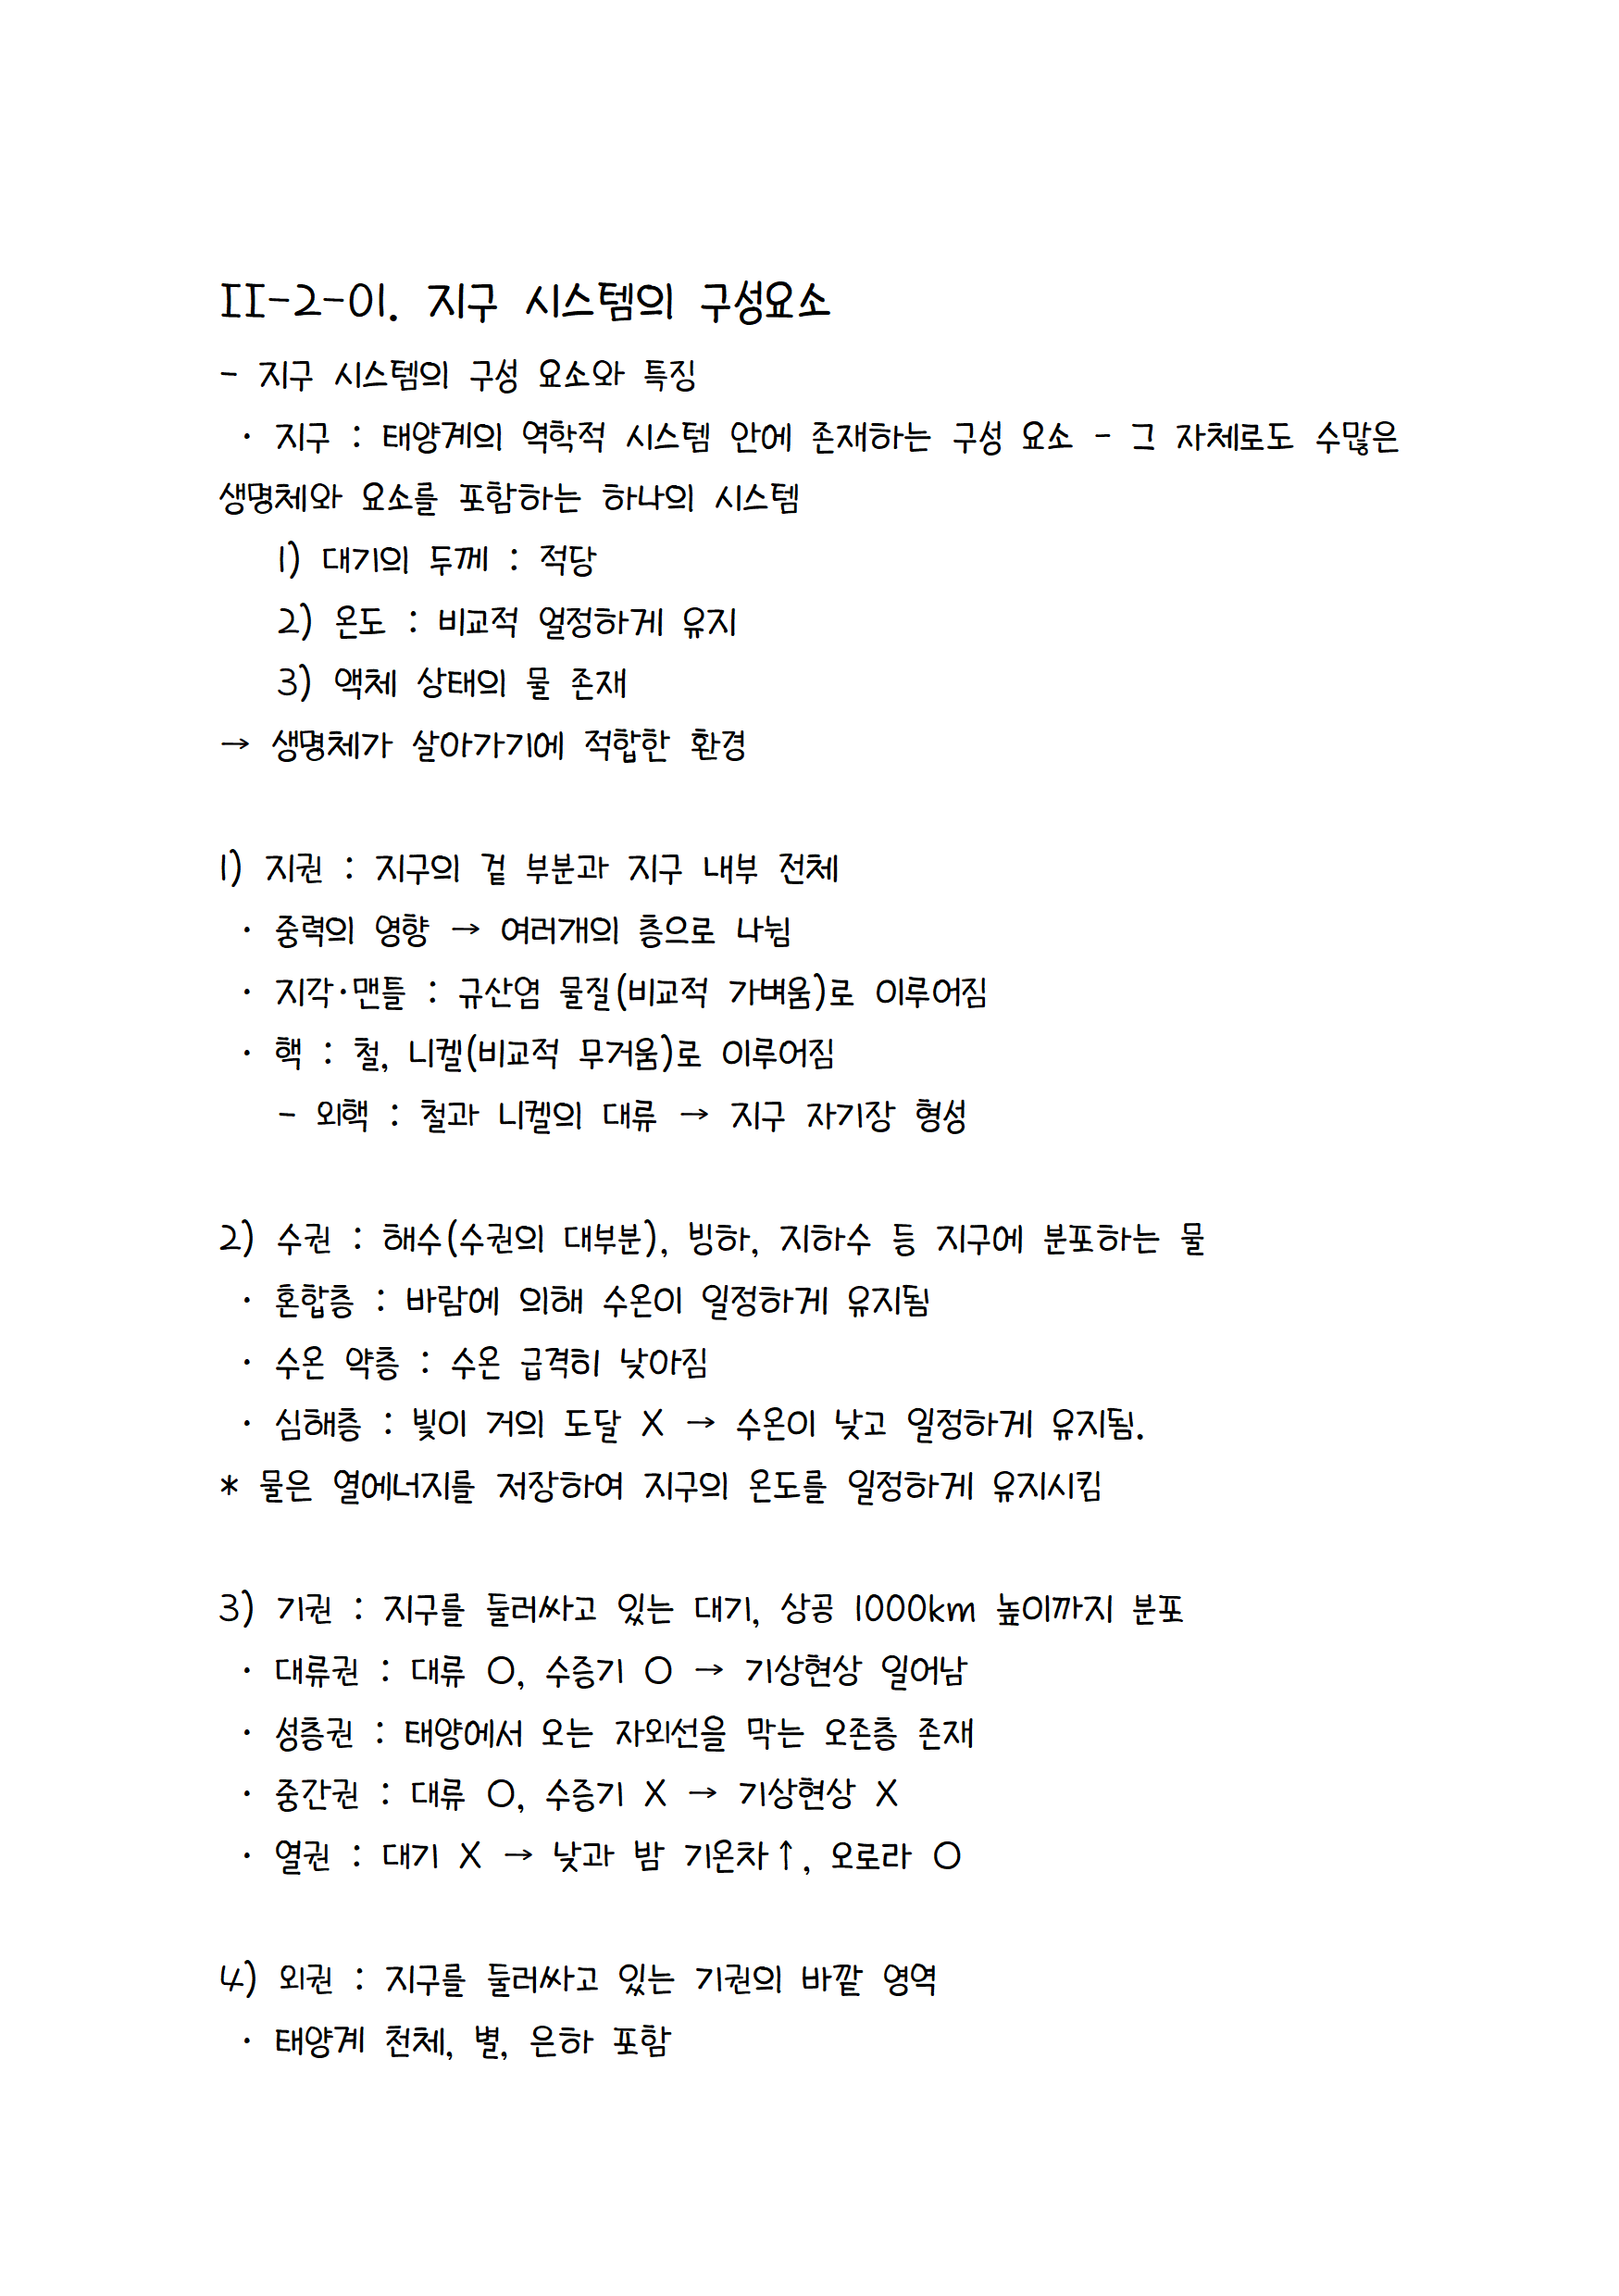 II-2-01. 지구 시스템의 구성요소
- 지구 시스템의 구성 요소와 특징
· 지구 : 태양계의 역학적 시스템 안에 존재하는 구성 요소 - 그 자체로도 수많은
생명체와 요소를 포함하는 하나의 시스템
1) 대기의 두께 : 적당
2) 온도 : 비교적 얼정하게 유지
3) 액체 상태의 물 존재
→ 생명체가 살아가기에 적합한 환경
1) 지권 : 지구의 겉 부분과 지구 내부 전체
· 중력의 영향 → 여러개의 층으로 나뉨
· 지각·맨틀 : 규산염 물질(비교적 가벼움)로 이루어짐
· 핵 : 철, 니켈(비교적 무거움)로 이루어짐
- 외핵 : 철과 니켈의 대류 → 지구 자기장 형성
2) 수권 : 해수(수권의 대부분), 빙하, 지하수 등 지구에 분포하는 물
· 혼합층 : 바람에 의해 수온이 일정하게 유지됨
· 수온 약층 : 수온 급격히 낮아짐
· 심해층 : 빛이 거의 도달 X → 수온이 낮고 일정하게 유지됨.
* 물은 열에너지를 저장하여 지구의 온도를 일정하게 유지시킴
3) 기권 : 지구를 둘러싸고 있는 대기, 상공 1000km 높이까지 분포
· 대류권 : 대류 O, 수증기 O → 기상현상 일어남
· 성층권 : 태양에서 오는 자외선을 막는 오존층 존재
· 중간권 : 대류 O, 수증기 X → 기상현상 X
· 열권 : 대기 X → 낮과 밤 기온차↑, 오로라 O
4) 외권 : 지구를 둘러싸고 있는 기권의 바깥 영역
· 태양계 천체, 별, 은하 포함